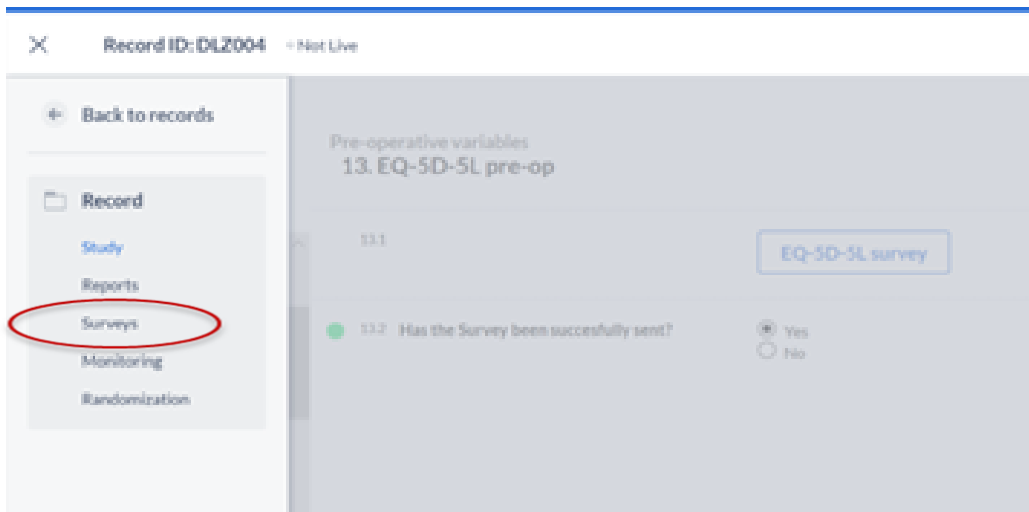 Record ID: DLZ004 Not Live
Back to records
Record
Study
Reports
Surveys
Monitoring
Randomization
Pre-operative variables
13. EQ-5D-5L pre-op
13.1 EQ-5D-5L survey
13.2 Has the Survey been succesfully sent? Yes
No